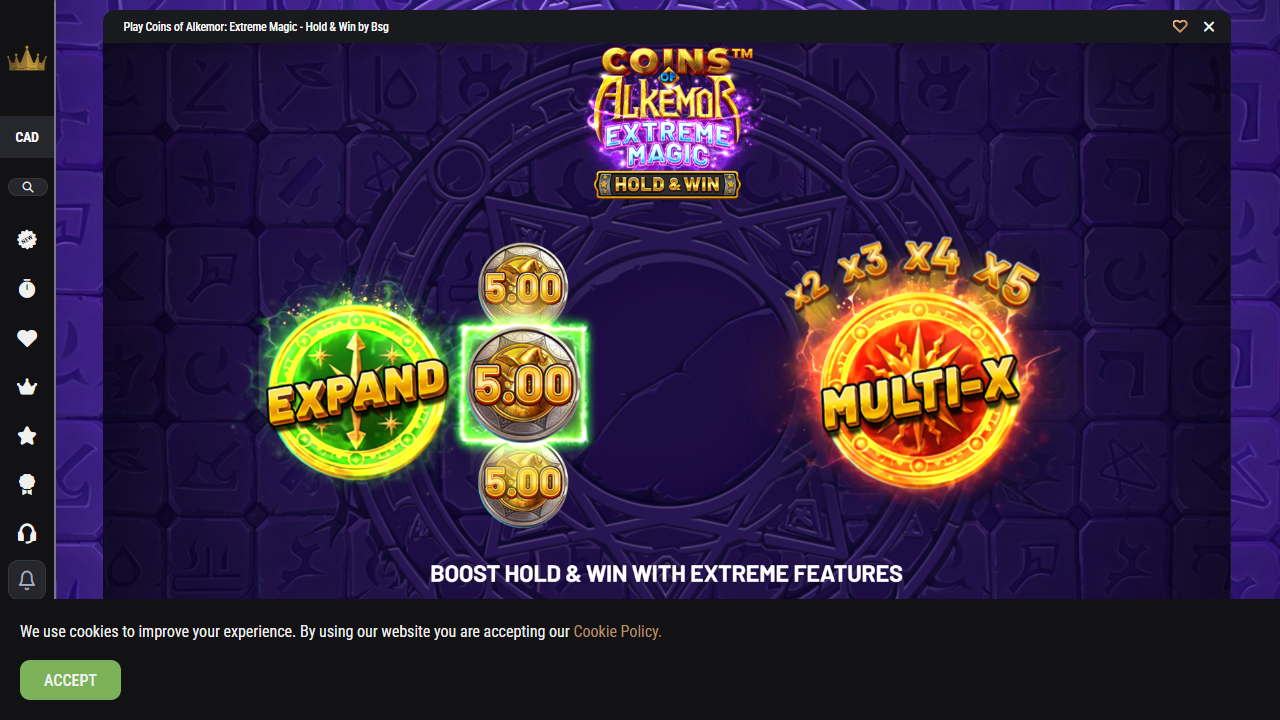 Play Coins of Alkemor: Extreme Magic - Hold & Win by Bsg
CAD
NEW
COINS™
OF
ALKEMOR
EXTREME
MAGIC
HOLD & WIN
5.00
EXPAND
5.00
5.00
x2 x3 x4 x5
MULTI-X
BOOST HOLD & WIN WITH EXTREME FEATURES
We use cookies to improve your experience. By using our website you are accepting our Cookie Policy.
ACCEPT